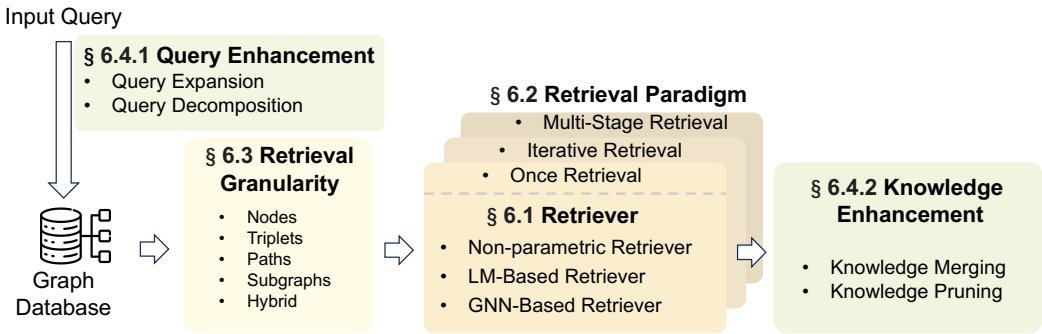 Input Query
§ 6.4.1 Query Enhancement
• Query Expansion
• Query Decomposition
Graph
Database
§ 6.3 Retrieval
Granularity
• Nodes
• Triplets
• Paths
• Subgraphs
• Hybrid
§ 6.2 Retrieval Paradigm
• Multi-Stage Retrieval
• Iterative Retrieval
• Once Retrieval
§ 6.1 Retriever
• Non-parametric Retriever
• LM-Based Retriever
• GNN-Based Retriever
§ 6.4.2 Knowledge
Enhancement
• Knowledge Merging
• Knowledge Pruning